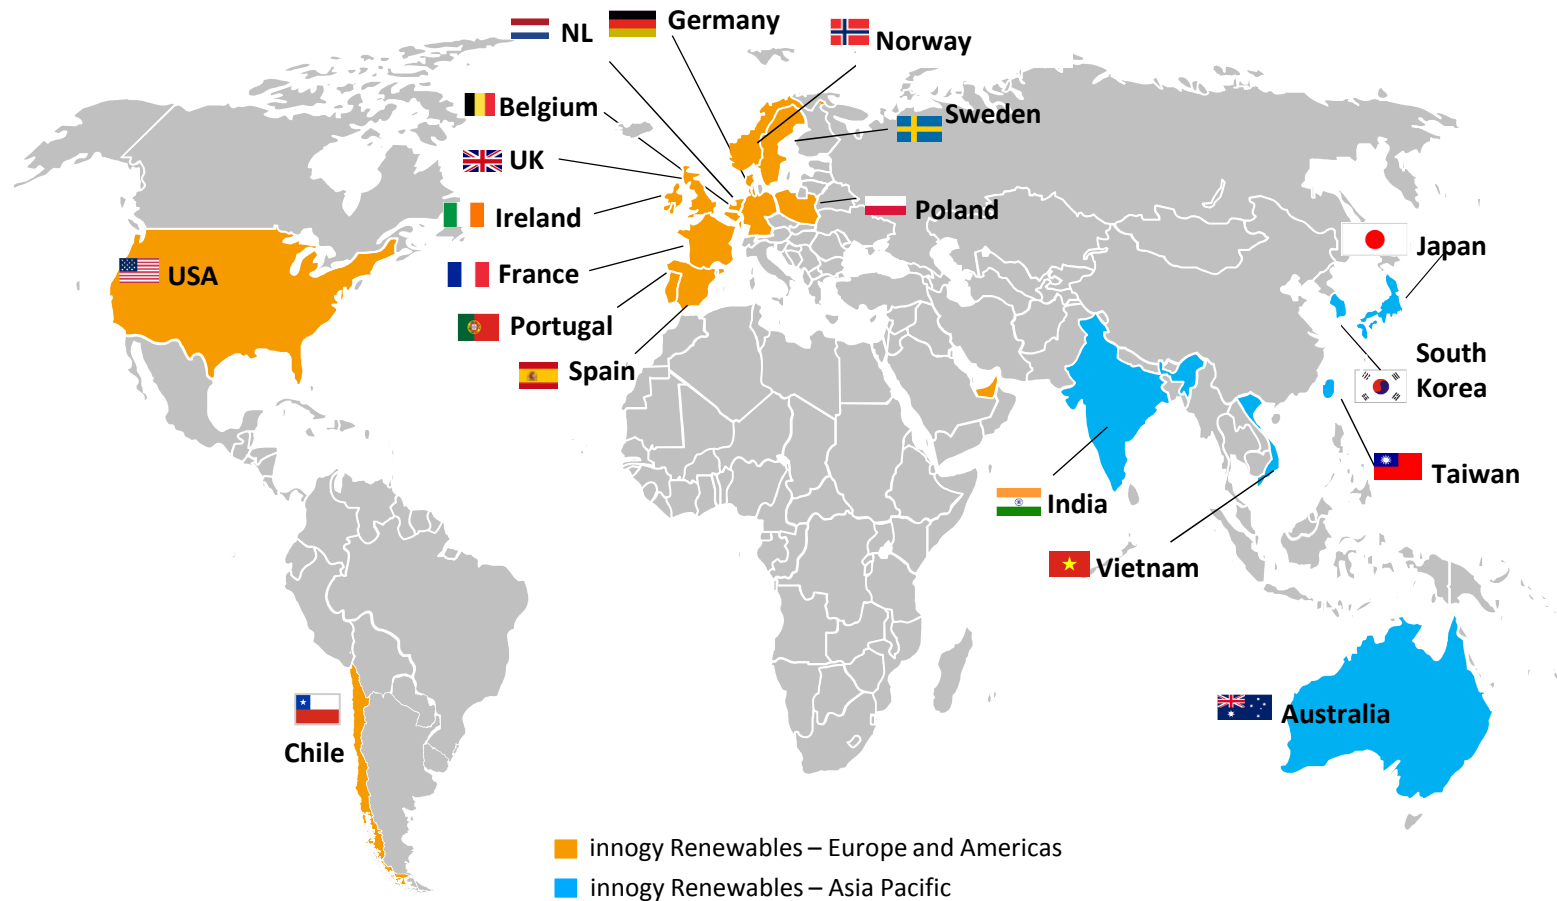 NL
Germany
Norway
Belgium
Sweden
UK
Ireland
Poland
Japan
USA
France
Portugal
South
Korea
Spain
Taiwan
India
Vietnam
Australia
Chile
innogy Renewables – Europe and Americas
innogy Renewables – Asia Pacific